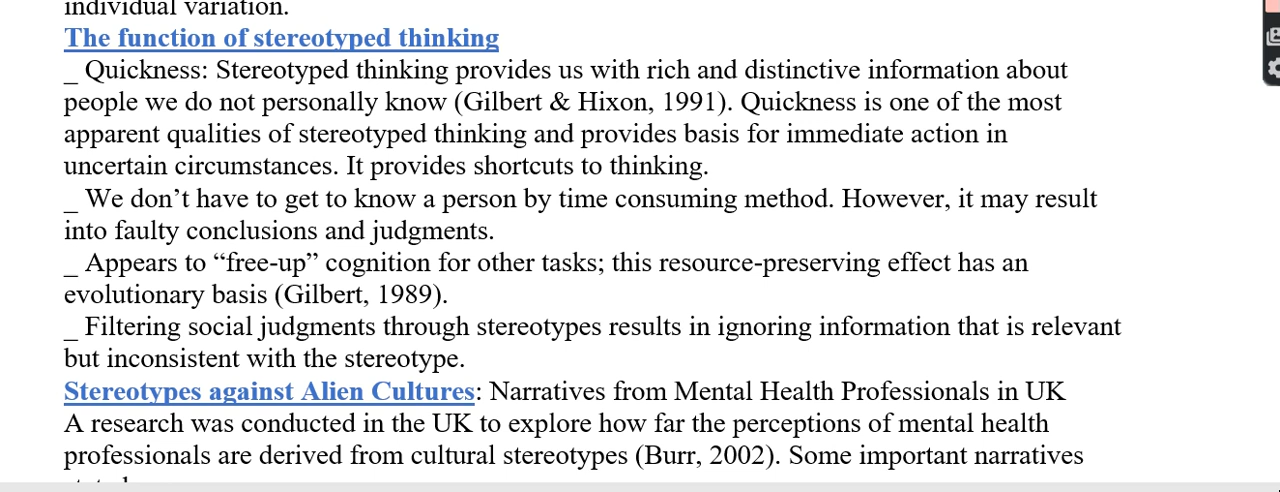 individual variation.
The function of stereotyped thinking
_ Quickness: Stereotyped thinking provides us with rich and distinctive information about
people we do not personally know (Gilbert & Hixon, 1991). Quickness is one of the most
apparent qualities of stereotyped thinking and provides basis for immediate action in
uncertain circumstances. It provides shortcuts to thinking.
_ We don’t have to get to know a person by time consuming method. However, it may result
into faulty conclusions and judgments.
_ Appears to “free-up” cognition for other tasks; this resource-preserving effect has an
evolutionary basis (Gilbert, 1989).
_ Filtering social judgments through stereotypes results in ignoring information that is relevant
but inconsistent with the stereotype.
Stereotypes against Alien Cultures: Narratives from Mental Health Professionals in UK
A research was conducted in the UK to explore how far the perceptions of mental health
professionals are derived from cultural stereotypes (Burr, 2002). Some important narratives